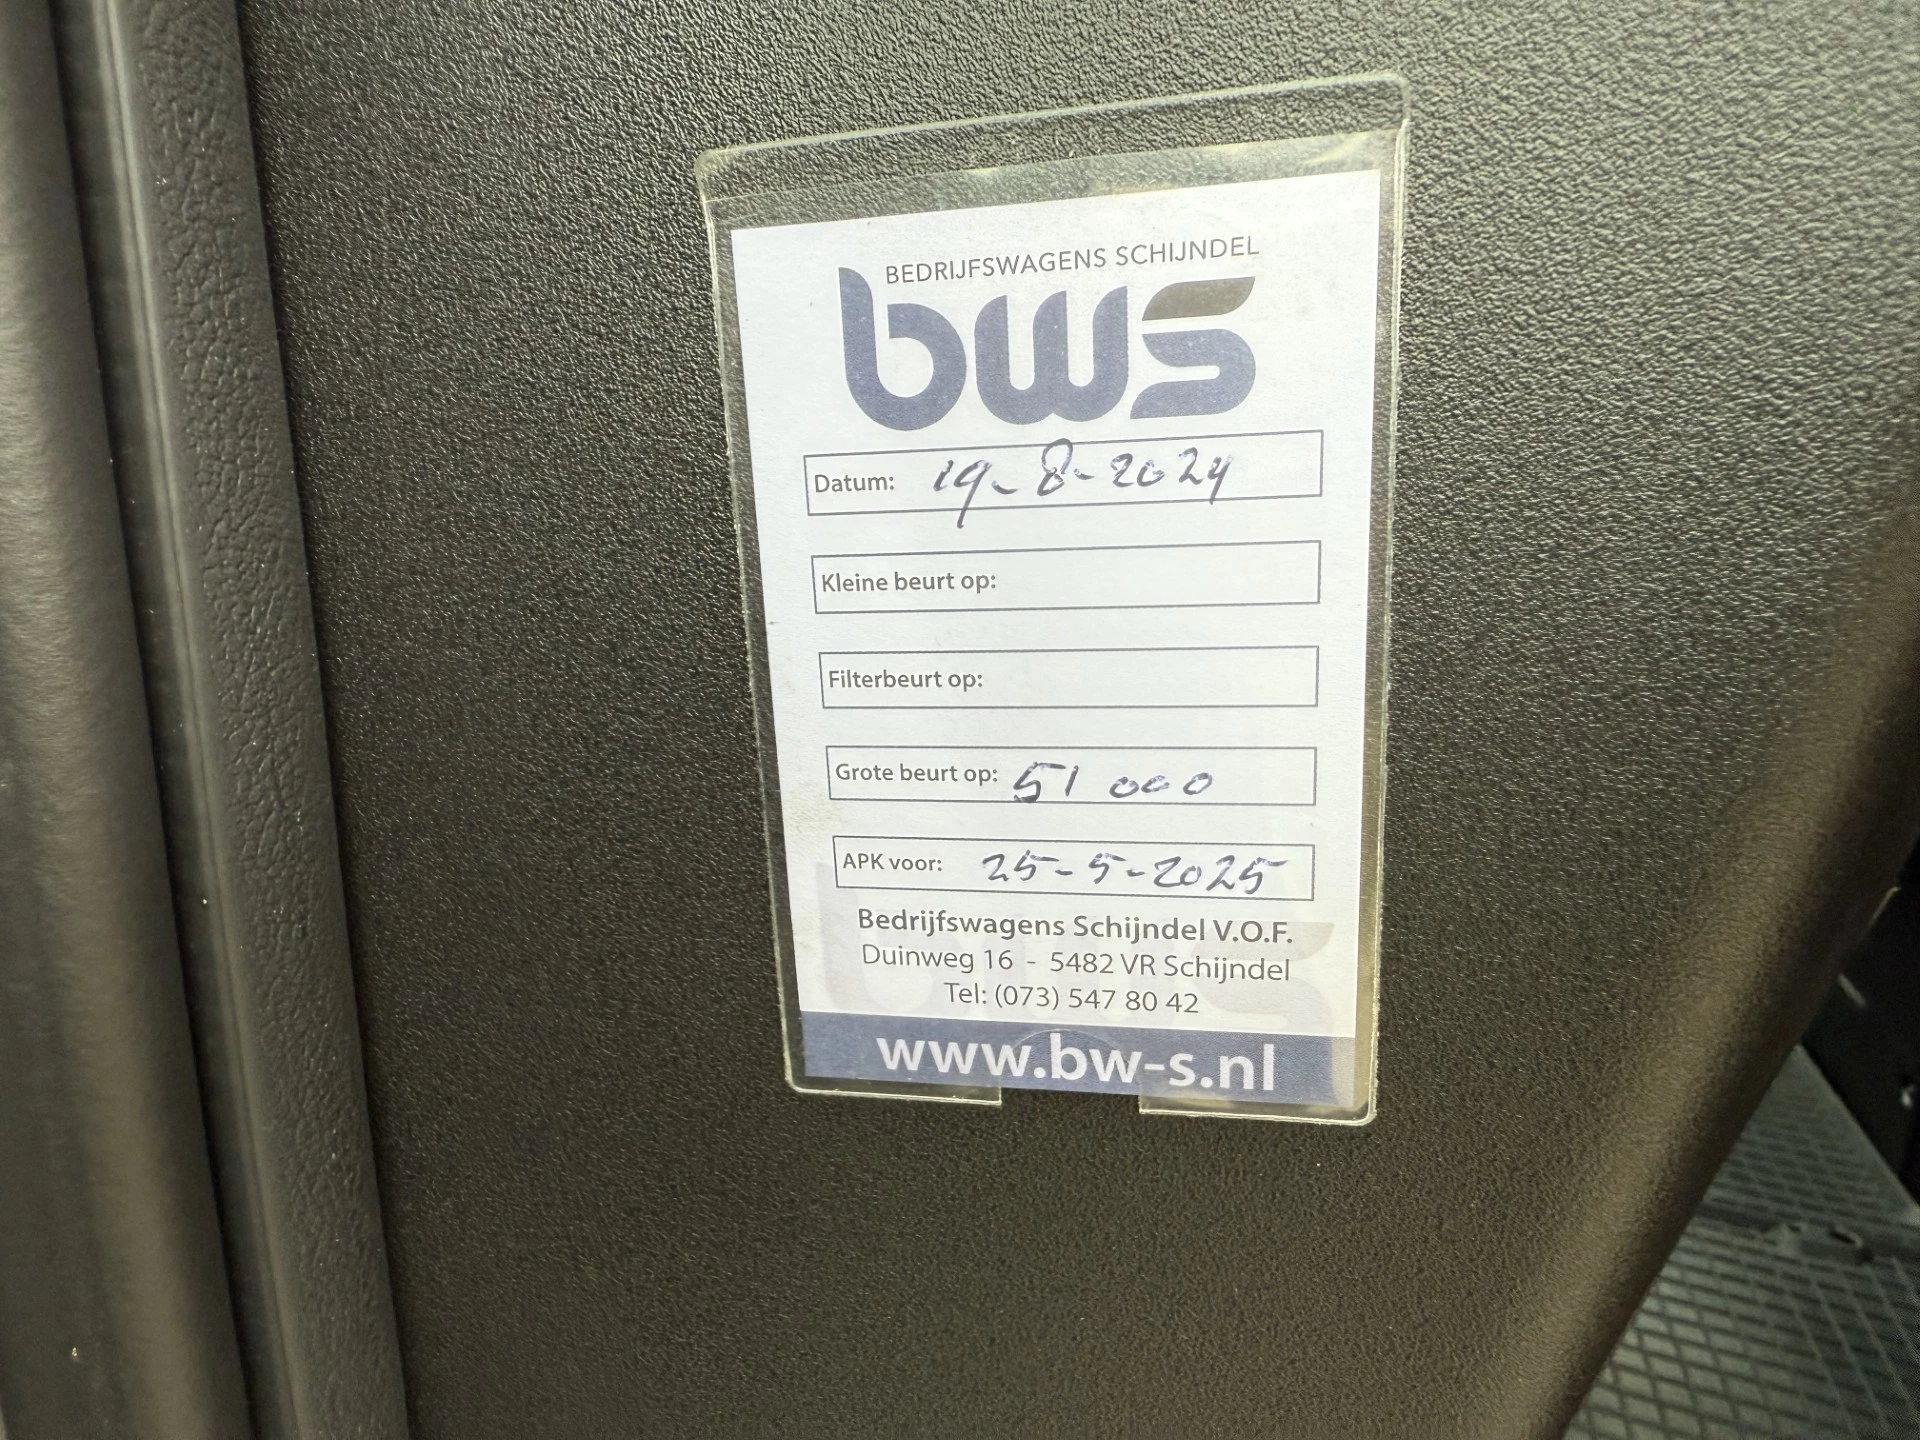 BEDRIJFSWAGENS SCHIJNDEL
bws
Datum: 19-8-2024
Kleine beurt op:
Filterbeurt op:
Grote beurt op: 51 000
APK voor: 25-5-2025
Bedrijfswagens Schijndel V.O.F.
Duinweg 16 - 5482 VR Schijndel
Tel: (073) 547 80 42
www.bw-s.nl